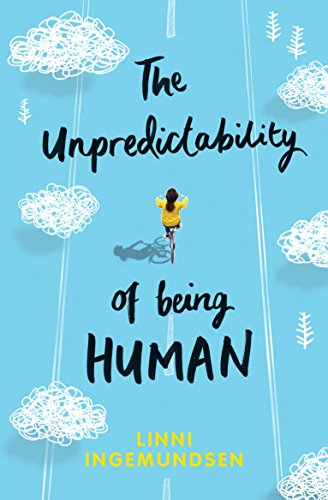 The
Unpredictability
of being
HUMAN
LINNI
INGEMUNDSEN